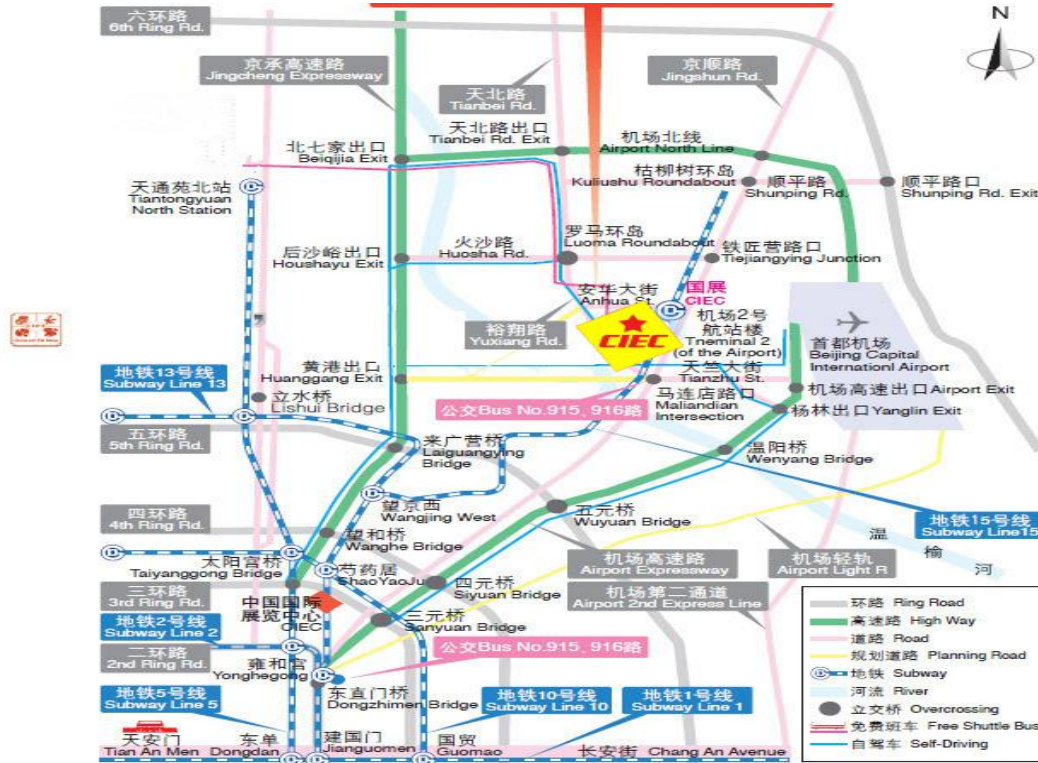 六环路
6th Ring Rd.
京承高速路
Jingcheng Expressway
天北路
Tianbei Rd.
京顺路
Jingshun Rd.
N
天北路出口
Tianbei Rd. Exit
机场北线
Airport North Line
北七家出口
Beiqijia Exit
枯柳树环岛
Kuliushu Roundabout
顺平路
Shunping Rd.
顺平路口
Shunping Rd. Exit
天通苑北站
Tiantongyuan
North Station
后沙峪出口
Houshayu Exit
火沙路
Huosha Rd.
罗马环岛
Luoma Roundabout
铁匠营路口
Tiejiangying Junction
安华大街
Anhua St.
国展
CIEC
裕翔路
Yuxiang Rd.
CIEC
机场2号
航站楼
Tneminal 2
(of the Airport)
首都机场
Beijing Capital
Internationl Airport
黄港出口
Huanggang Exit
天竺大街
Tianzhu St.
机场高速出口 Airport Exit
地铁13号线
Subway Line 13
立水桥
Lishui Bridge
公交Bus No.915、916路
马连店路口
Maliandian
Intersection
杨林出口 Yanglin Exit
五环路
5th Ring Rd.
来广营桥
Laiguangying
Bridge
温阳桥
Wenyang Bridge
望京西
Wangjing West
四环路
4th Ring Rd.
望和桥
Wanghe Bridge
五元桥
Wuyuan Bridge
地铁15号线
Subway Line15
温
榆
河
太阳宫桥
Taiyanggong Bridge
芍药居
ShaoYaoJu
四元桥
Siyuan Bridge
机场高速路
Airport Expressway
机场轻轨
Airport Light R
三环路
3rd Ring Rd.
中国国际
展览中心
CIEC
三元桥
Sanyuan Bridge
机场第二通道
Airport 2nd Express Line
地铁2号线
Subway Line 2
二环路
2nd Ring Rd.
雍和宫
Yonghegong
公交Bus No.915、916路
东直门桥
Dongzhimen Bridge
地铁5号线
Subway Line 5
地铁10号线
Subway Line 10
地铁1号线
Subway Line 1
天安门
Tian An Men
东单
Dongdan
建国门
Jianguomen
国贸
Guomao
长安街 Chang An Avenue
环路 Ring Road
高速路 High Way
道路 Road
规划道路 Planning Road
地铁 Subway
河流 River
立交桥 Overcrossing
免费班车 Free Shuttle Bus
自驾车 Self-Driving